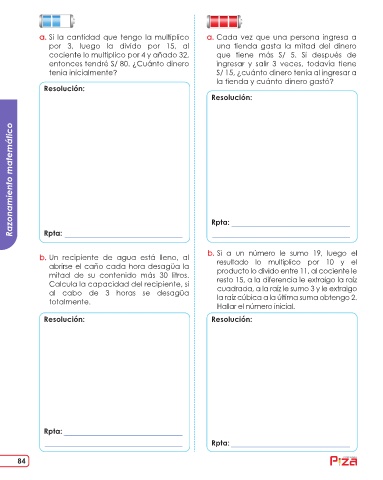 a. Si la cantidad que tengo la multiplico
por 3, luego la divido por 15, al
cociente lo multiplico por 4 y añado 32,
entonces tendré S/ 80. ¿Cuánto dinero
tenía inicialmente?
Resolución:
Rpta:
b. Un recipiente de agua está lleno, al
abrirse el caño cada hora desagüa la
mitad de su contenido más 30 litros.
Calcula la capacidad del recipiente, si
al cabo de 3 horas se desagüa
totalmente.
Resolución:
Rpta:
a. Cada vez que una persona ingresa a
una tienda gasta la mitad del dinero
que tiene más S/ 5. Si después de
ingresar y salir 3 veces, todavía tiene
S/ 15, ¿cuánto dinero tenía al ingresar a
la tienda y cuánto dinero gastó?
Resolución:
Rpta:
b. Si a un número le sumo 19, luego el
resultado lo multiplico por 10 y el
producto lo divido entre 11, al cociente le
resto 15, a la diferencia le extraigo la raíz
cuadrada, a la raíz le sumo 3 y le extraigo
la raíz cúbica a la última suma obtengo 2.
Hallar el número inicial.
Resolución:
Rpta:
Razonamiento matemático
84
Pıza